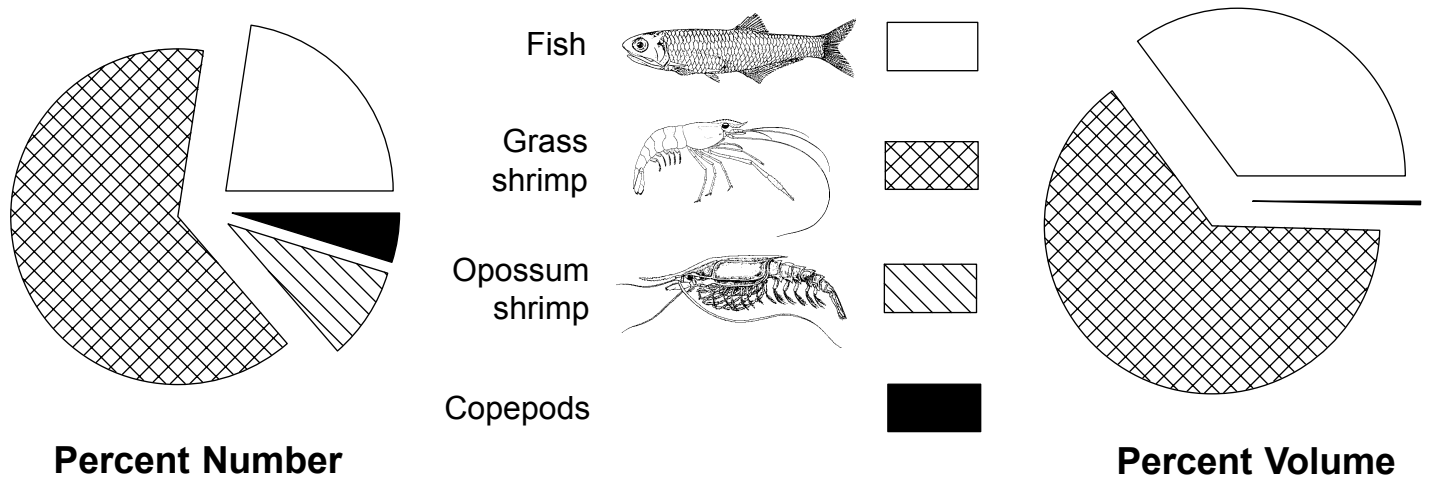 Fish
Grass
shrimp
Opossum
shrimp
Copepods
Percent Number
Percent Volume